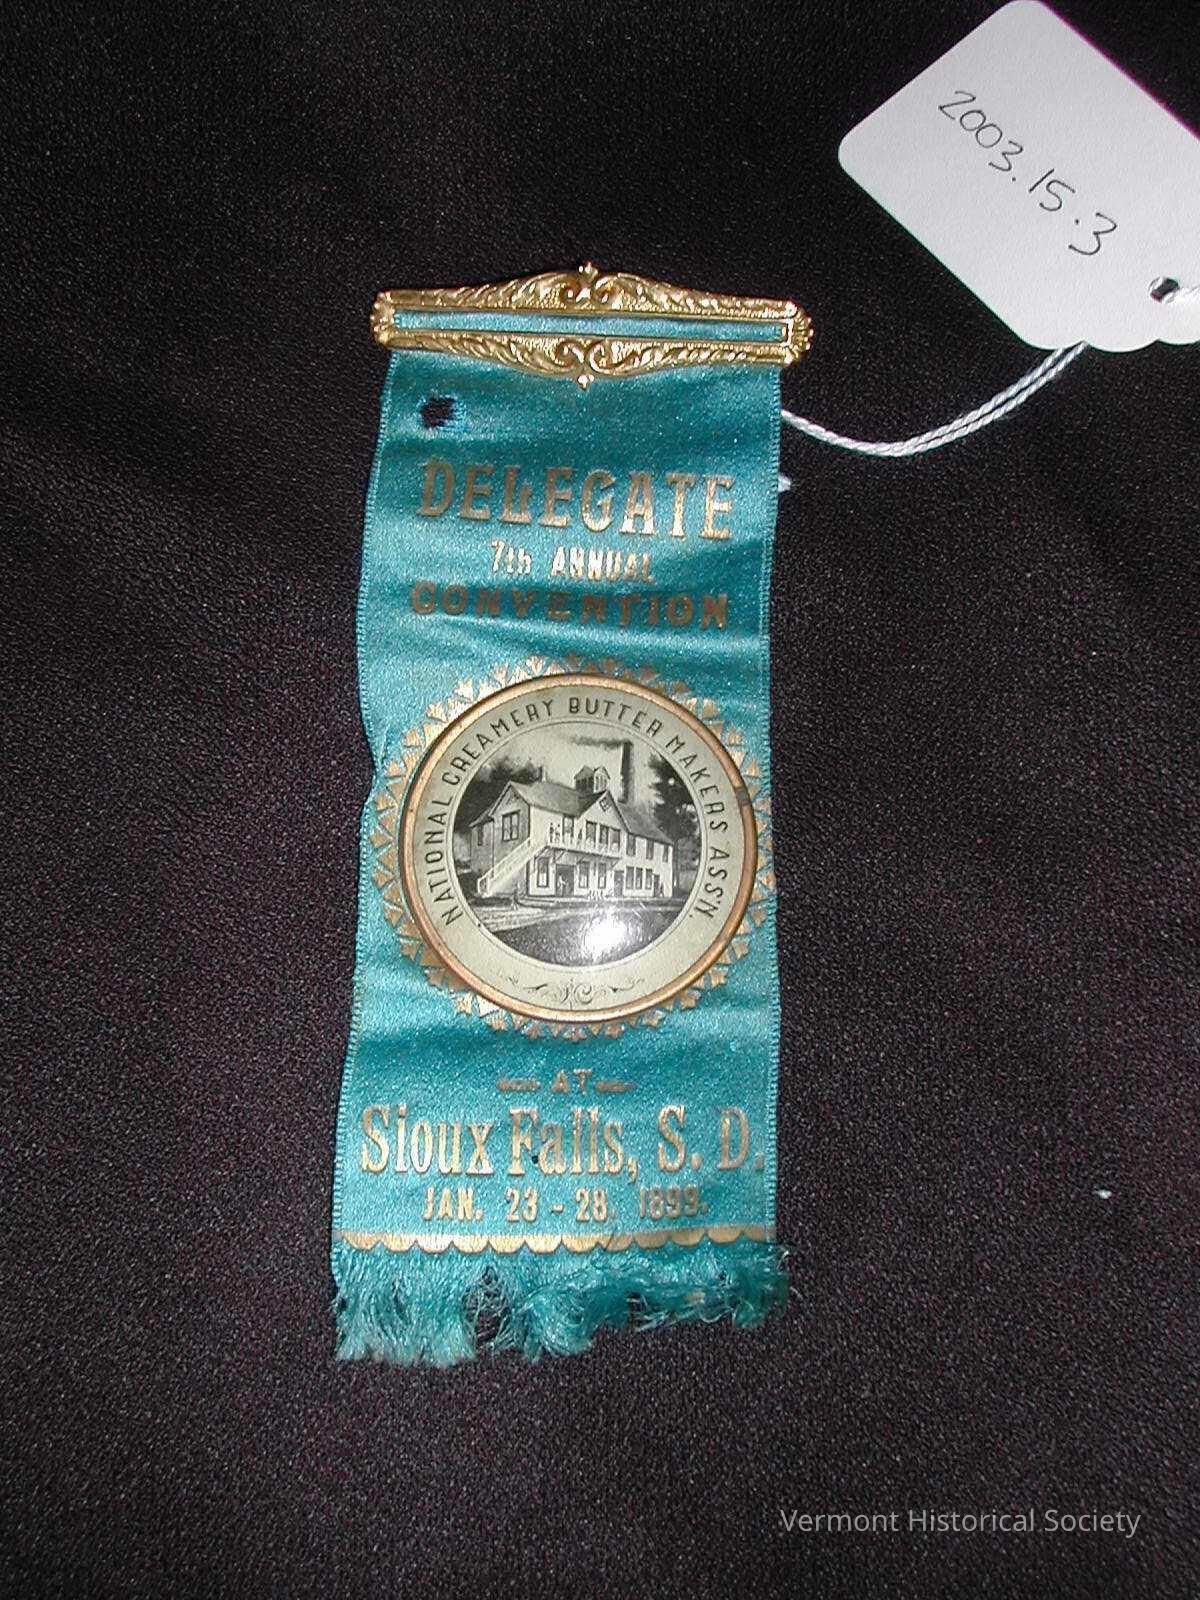 2003.15.3
DELEGATE
7th ANNUAL
CONVENTION
NATIONAL CREAMERY BUTTER MAKERS ASS'N.
AT
Sioux Falls, S. D.
JAN. 23 - 28, 1899.
Vermont Historical Society